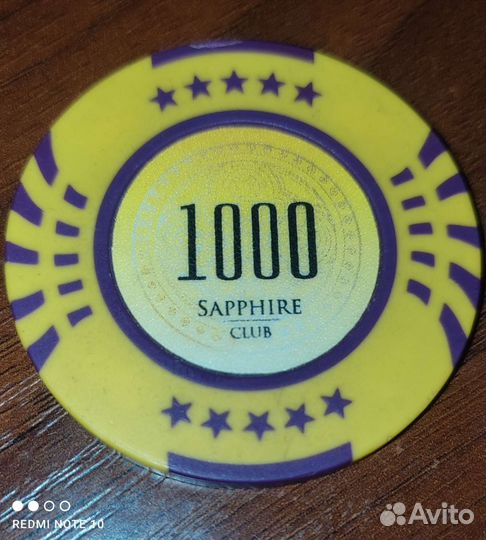 1000
SAPPHIRE
CLUB
REDMI NOTE 10
Avito